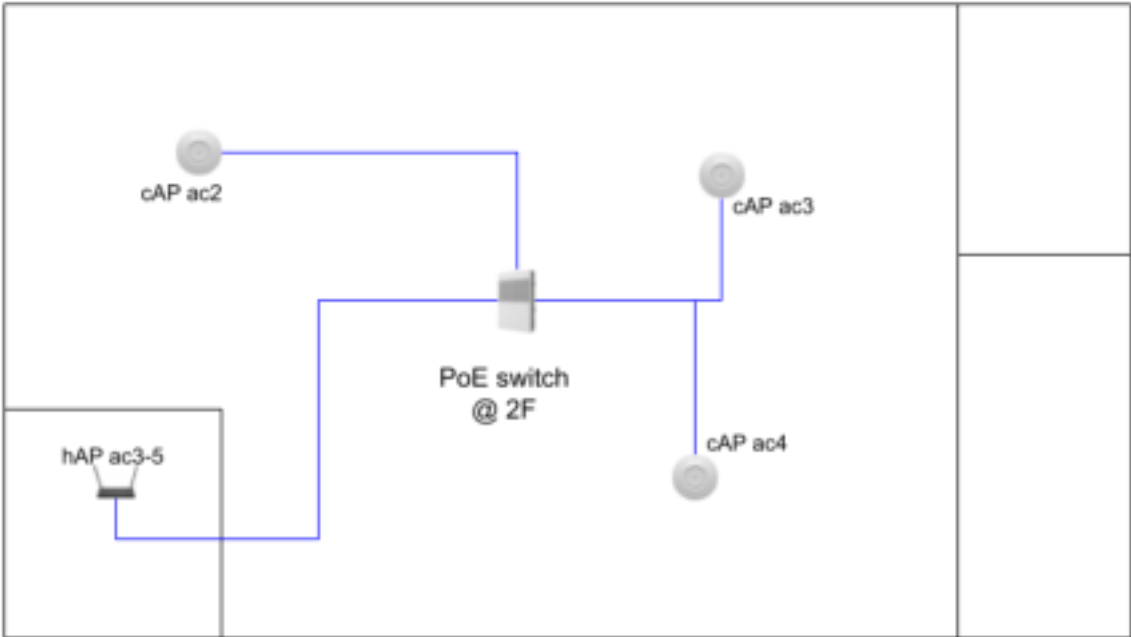 cAP ac2
cAP ac3
PoE switch
@ 2F
cAP ac4
hAP ac3-5